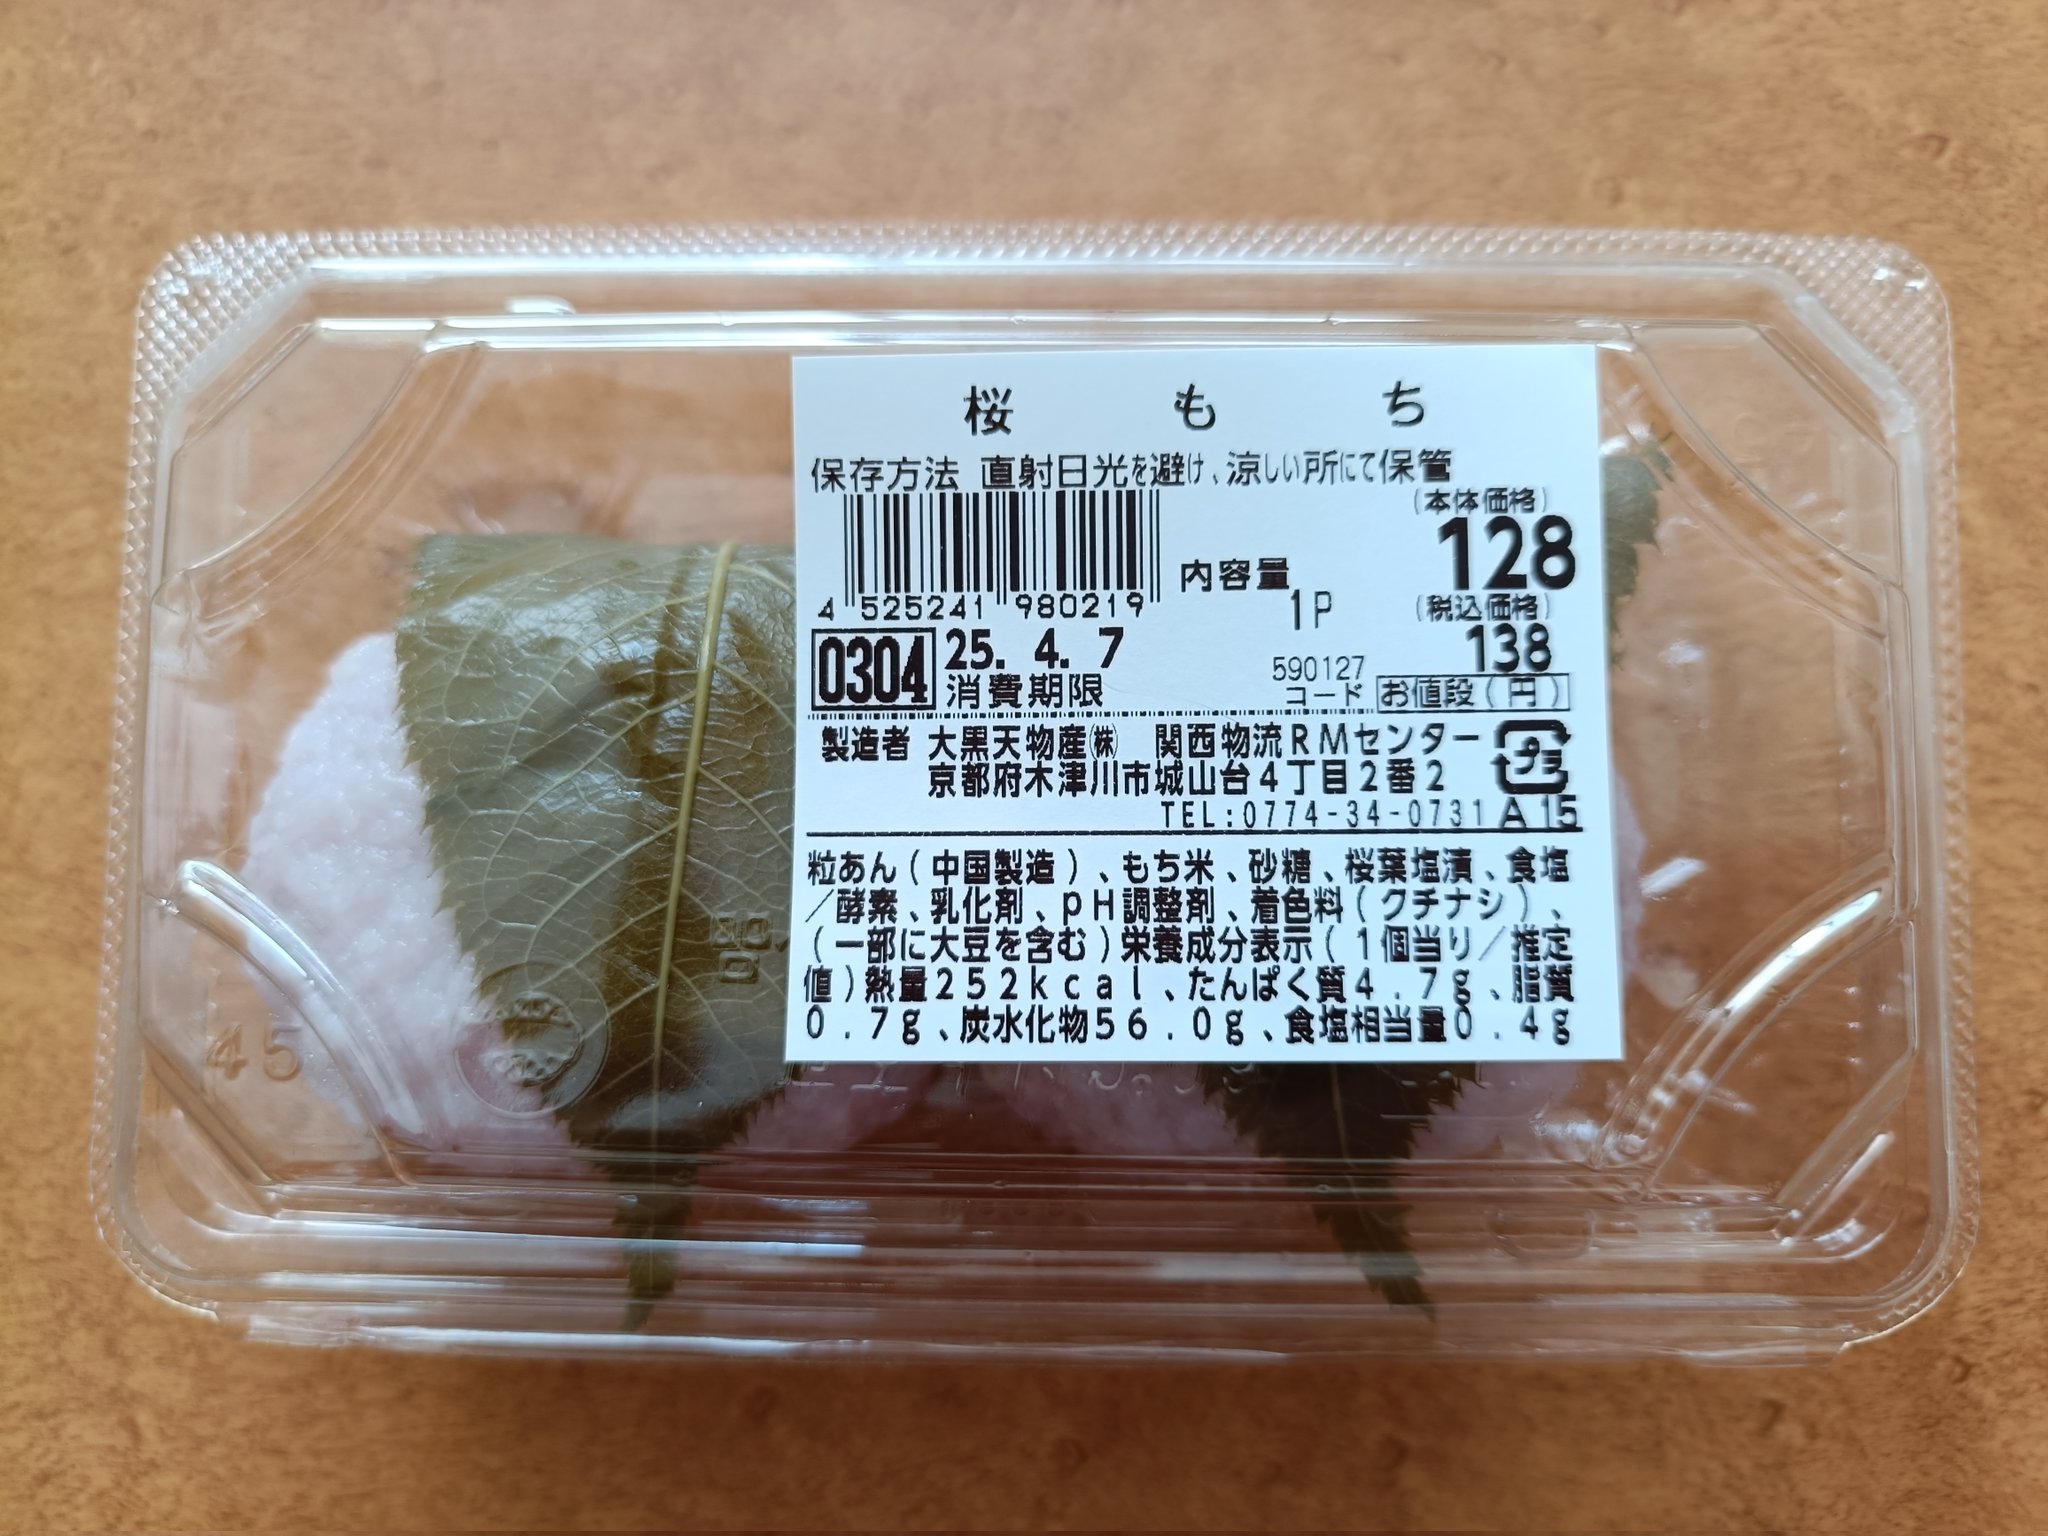 桜もち
保存方法 直射日光を避け、涼しい所にて保管
(本体価格)
128
内容量
1P
4 525241 980219
(税込価格)
138
0304 25. 4. 7
消費期限
590127
コード
お値段(円)
製造者 大黒天物産㈱ 関西物流RMセンター
京都府木津川市城山台4丁目2番2
プラ
TEL:0774-34-0731 A 15
粒あん(中国製造)、もち米、砂糖、桜葉塩漬、食塩
/酵素、乳化剤、pH調整剤、着色料(クチナシ)、
(一部に大豆を含む)栄養成分表示(1個当り/推定
値)熱量252kcal、たんぱく質4.7g、脂質
0.7g、炭水化物56.0g、食塩相当量0.4g
45